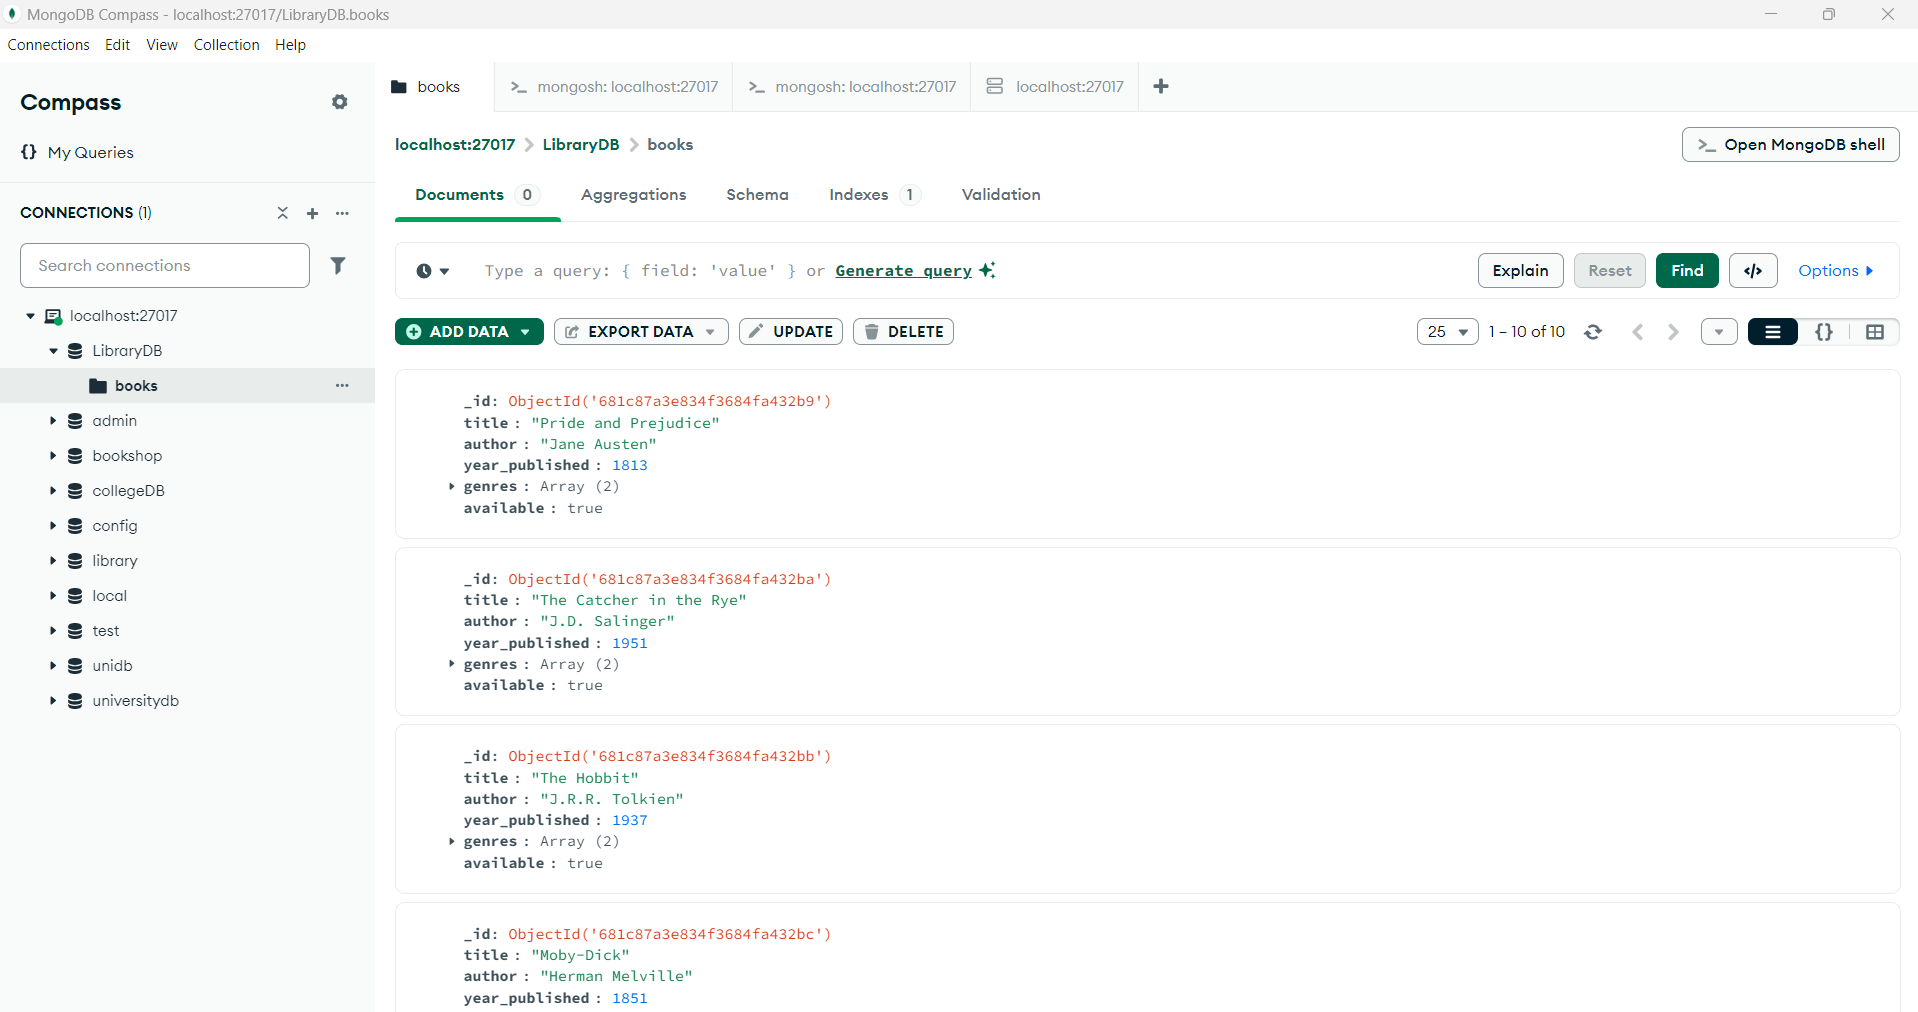 MongoDB Compass - localhost:27017/LibraryDB.books
Connections Edit View Collection Help
Compass
{} My Queries
CONNECTIONS (1)
Search connections
localhost:27017
LibraryDB
books
admin
bookshop
collegeDB
config
library
local
test
unidb
universitydb
books >_ mongosh: localhost:27017 >_ mongosh: localhost:27017 localhost:27017
localhost:27017 > LibraryDB > books
>_ Open MongoDB shell
Documents 0 Aggregations Schema Indexes 1 Validation
Type a query: { field: 'value' } or Generate query
Explain Reset Find </> Options
ADD DATA EXPORT DATA UPDATE DELETE
25 1 – 10 of 10 {}
_id: ObjectId('681c87a3e834f3684fa432b9')
title : "Pride and Prejudice"
author : "Jane Austen"
year_published : 1813
genres : Array (2)
available : true
_id: ObjectId('681c87a3e834f3684fa432ba')
title : "The Catcher in the Rye"
author : "J.D. Salinger"
year_published : 1951
genres : Array (2)
available : true
_id: ObjectId('681c87a3e834f3684fa432bb')
title : "The Hobbit"
author : "J.R.R. Tolkien"
year_published : 1937
genres : Array (2)
available : true
_id: ObjectId('681c87a3e834f3684fa432bc')
title : "Moby-Dick"
author : "Herman Melville"
year_published : 1851